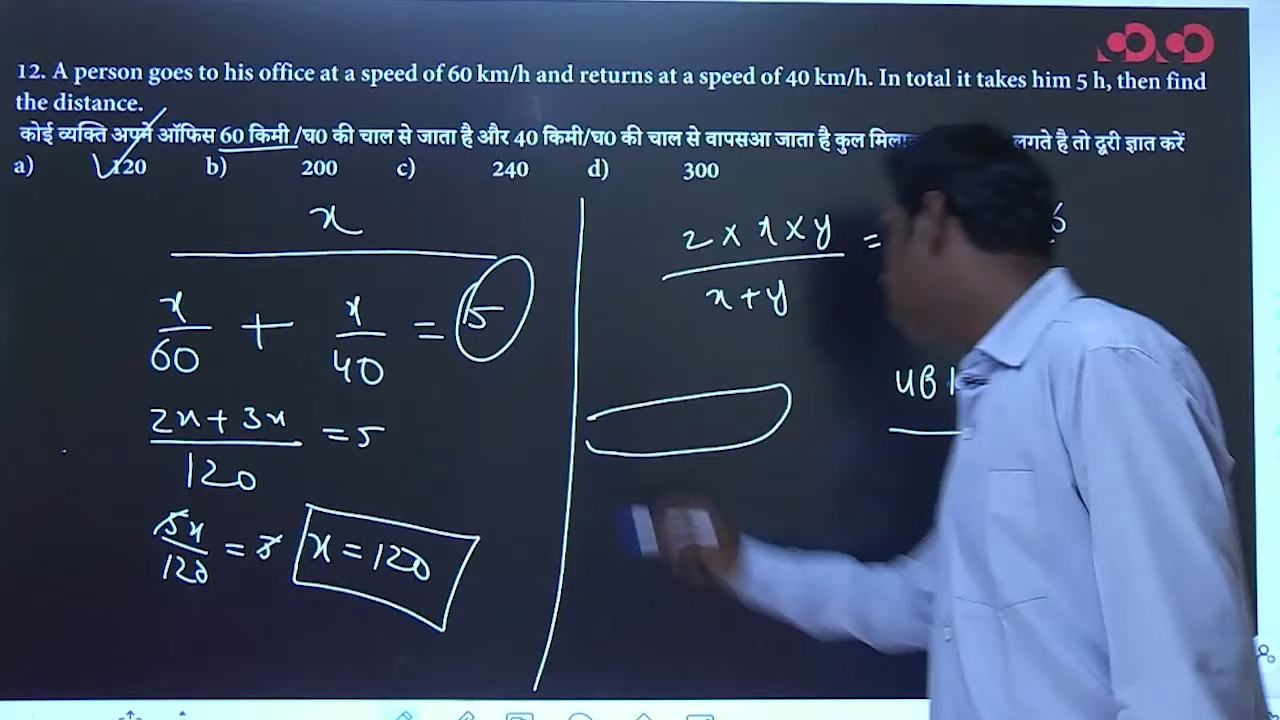 12. A person goes to his office at a speed of 60 km/h and returns at a speed of 40 km/h. In total it takes him 5 h, then find
the distance.
कोई व्यक्ति अपने ऑफिस 60 किमी /घ0 की चाल से जाता है और 40 किमी/घ0 की चाल से वापसआ जाता है कुल लगते है तो दूरी ज्ञात करें
a) 120 b) 200 c) 240 d) 300
x
x/60 + x/40 = 5
2x + 3x / 120 = 5
5x/120 = 5 x = 120
2 × x × y / x + y =